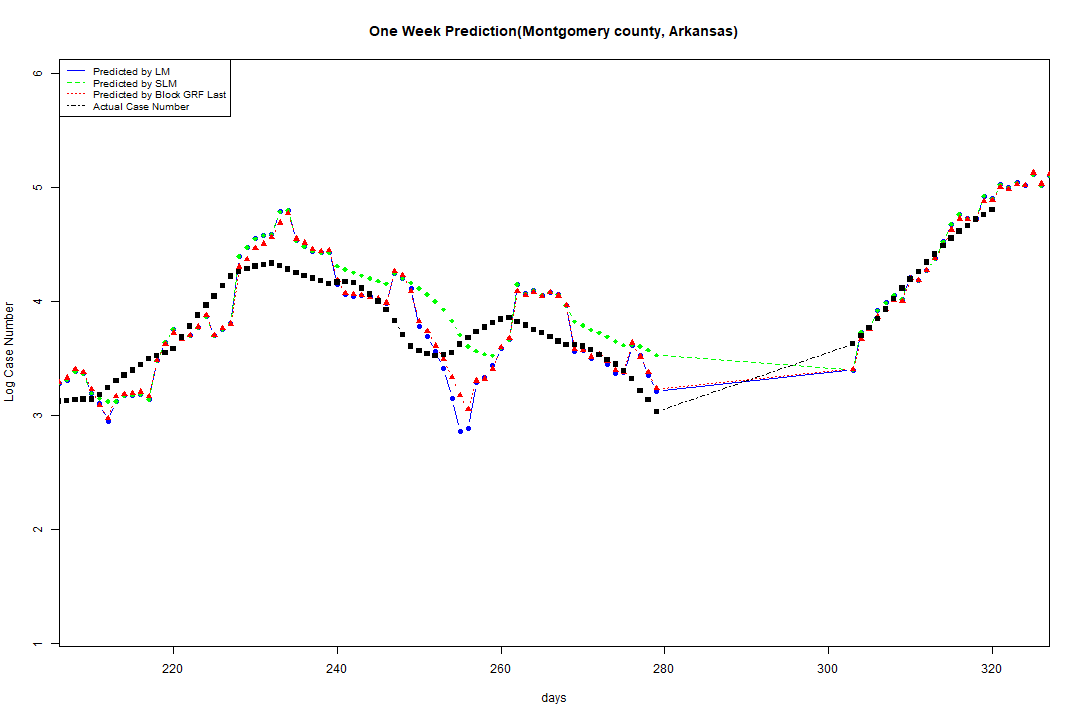 One Week Prediction(Montgomery county, Arkansas)
Predicted by LM
Predicted by SLM
Predicted by Block GRF Last
Actual Case Number
6
5
4
3
2
1
Log Case Number
220 240 260 280 300 320
days